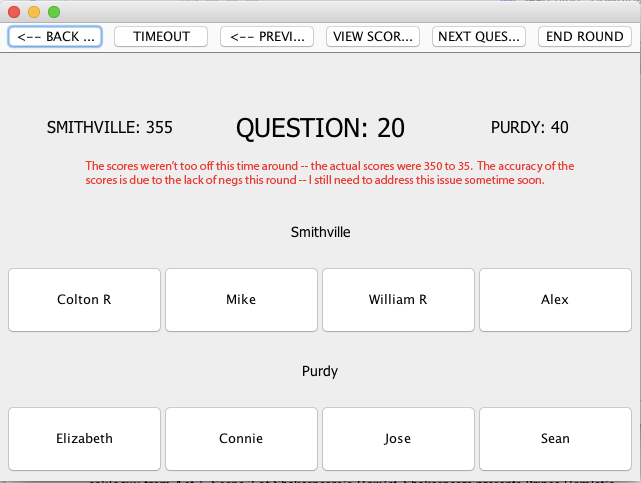 <-- BACK ... TIMEOUT <-- PREVI... VIEW SCOR... NEXT QUES... END ROUND
SMITHVILLE: 355 QUESTION: 20 PURDY: 40
The scores weren't too off this time around -- the actual scores were 350 to 35. The accuracy of the
scores is due to the lack of negs this round -- I still need to address this issue sometime soon.
Smithville
Colton R Mike William R Alex
Purdy
Elizabeth Connie Jose Sean